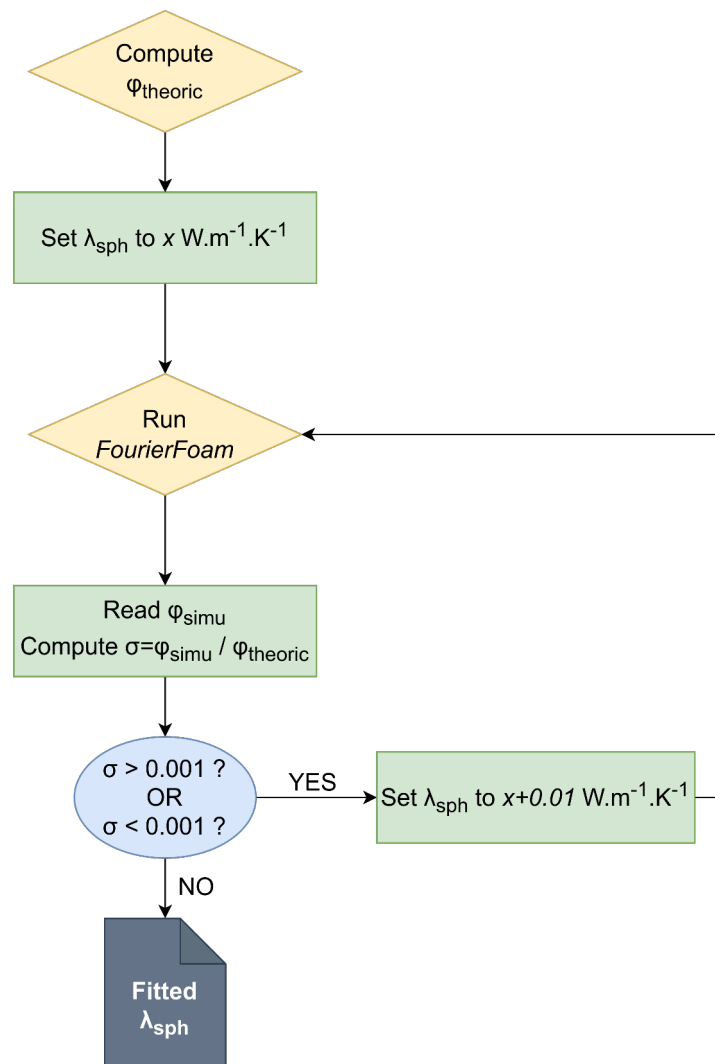 Compute
φtheoric
Set λsph to x W.m⁻¹.K⁻¹
Run
FourierFoam
Read φsimu
Compute σ=φsimu / φtheoric
σ > 0.001 ?
OR
σ < 0.001 ?
YES
Set λsph to x+0.01 W.m⁻¹.K⁻¹
NO
Fitted
λsph